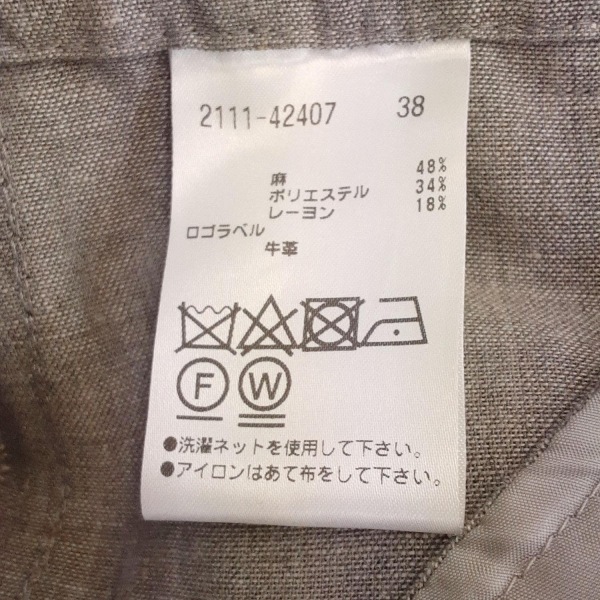 2111-42407 38
麻 48%
ポリエステル 34%
レーヨン 18%
ロゴラベル
牛革
F W
●洗濯ネットを使用して下さい。
●アイロンはあて布をして下さい。